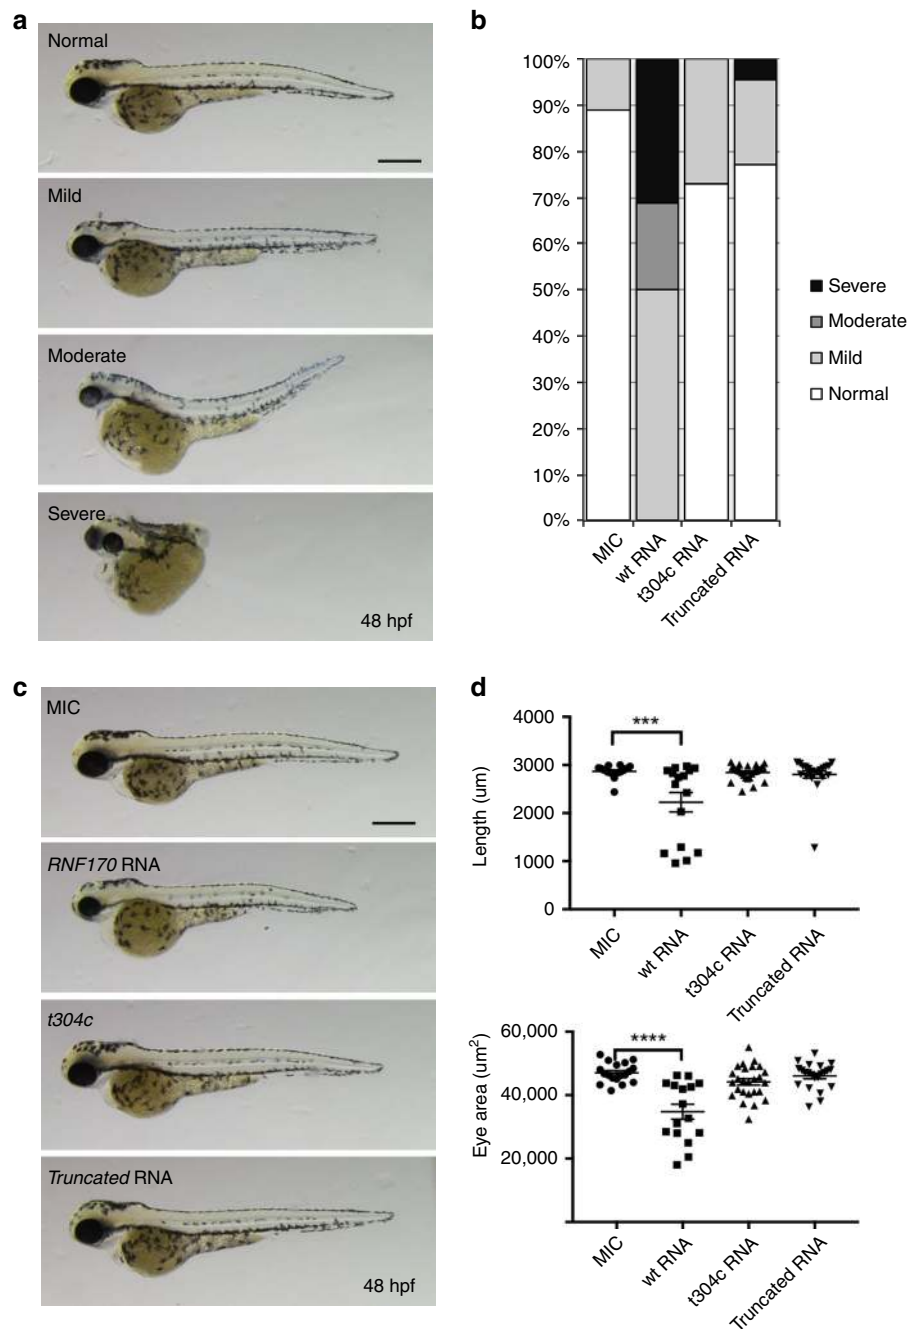 a
Normal
Mild
Moderate
Severe
48 hpf
b
100%
90%
80%
70%
60%
50%
40%
30%
20%
10%
0%
MIC
wt RNA
t304c RNA
Truncated RNA
Severe
Moderate
Mild
Normal
c
MIC
RNF170 RNA
t304c
Truncated RNA
48 hpf
d
Length (um)
4000
3000
2000
1000
0
***
MIC
wt RNA
t304c RNA
Truncated RNA
Eye area (um²)
60,000
40,000
20,000
****
MIC
wt RNA
t304c RNA
Truncated RNA